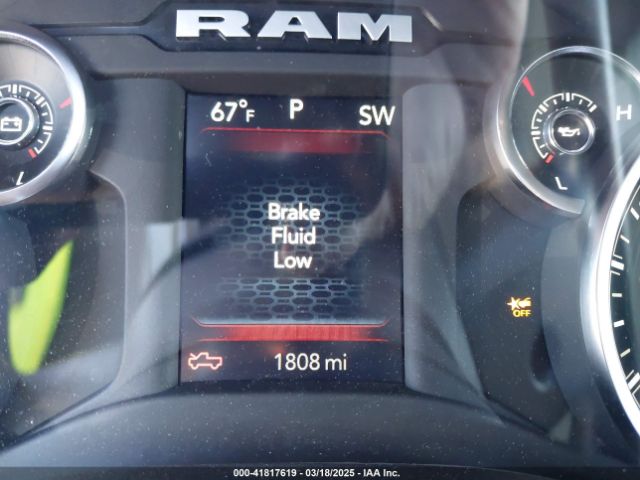 RAM
67°F P SW
H
Brake
Fluid
Low
L L
OFF
1808 mi
000-41817619 — 03/18/2025 — IAA Inc.